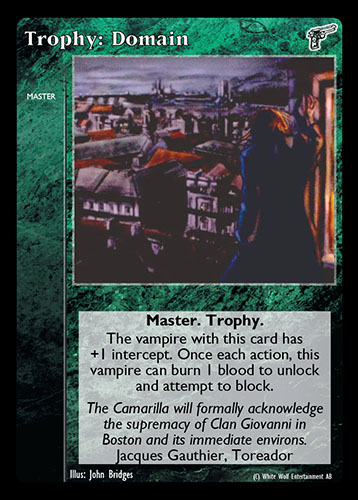 Trophy: Domain
MASTER
Master. Trophy.
The vampire with this card has
+1 intercept. Once each action, this
vampire can burn 1 blood to unlock
and attempt to block.
The Camarilla will formally acknowledge
the supremacy of Clan Giovanni in
Boston and its immediate environs.
Jacques Gauthier, Toreador
Illus: John Bridges
(C) White Wolf Entertainment AB